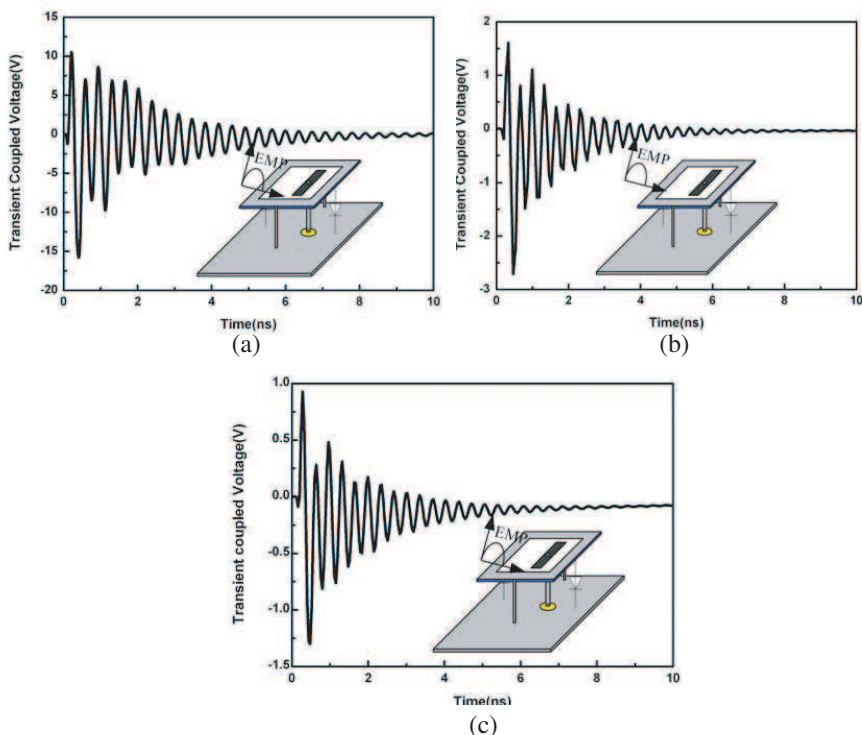 15
10
5
0
-5
-10
-15
-20
Transient Coupled Voltage(V)
EMP
0 2 4 6 8 10
Time(ns)
(a)
2
1
0
-1
-2
-3
Transient Coupled Voltage(V)
EMP
0 2 4 6 8 10
Time(ns)
(b)
1.0
0.5
0.0
-0.5
-1.0
-1.5
Transient coupled Voltage(V)
EMP
0 2 4 6 8 10
Time(ns)
(c)